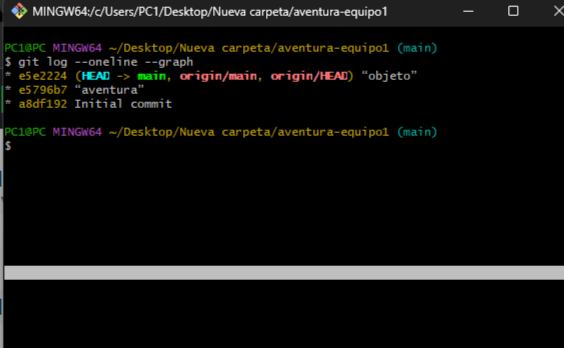 MINGW64:/c/Users/PC1/Desktop/Nueva carpeta/aventura-equipo1
PC1@PC MINGW64 ~/Desktop/Nueva carpeta/aventura-equipo1 (main)
$ git log --oneline --graph
* e5e2224 (HEAD -> main, origin/main, origin/HEAD) “objeto”
* e5796b7 “aventura”
* a8df192 Initial commit
PC1@PC MINGW64 ~/Desktop/Nueva carpeta/aventura-equipo1 (main)
$